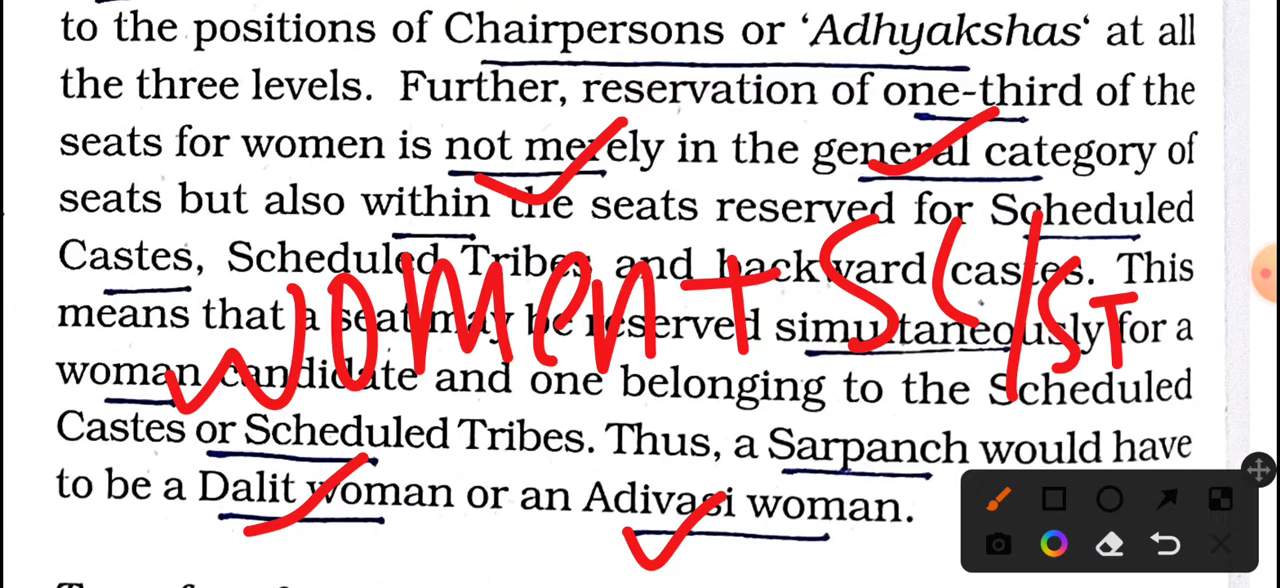 to the positions of Chairpersons or ‘Adhyakshas‘ at all
the three levels. Further, reservation of one-third of the
seats for women is not merely in the general category of
seats but also within the seats reserved for Scheduled
Castes, Scheduled Tribes and backward castes. This
means that a seat may be reserved simultaneously for a
woman candidate and one belonging to the Scheduled
Castes or Scheduled Tribes. Thus, a Sarpanch would have
to be a Dalit woman or an Adivasi woman.
women + SC/ST